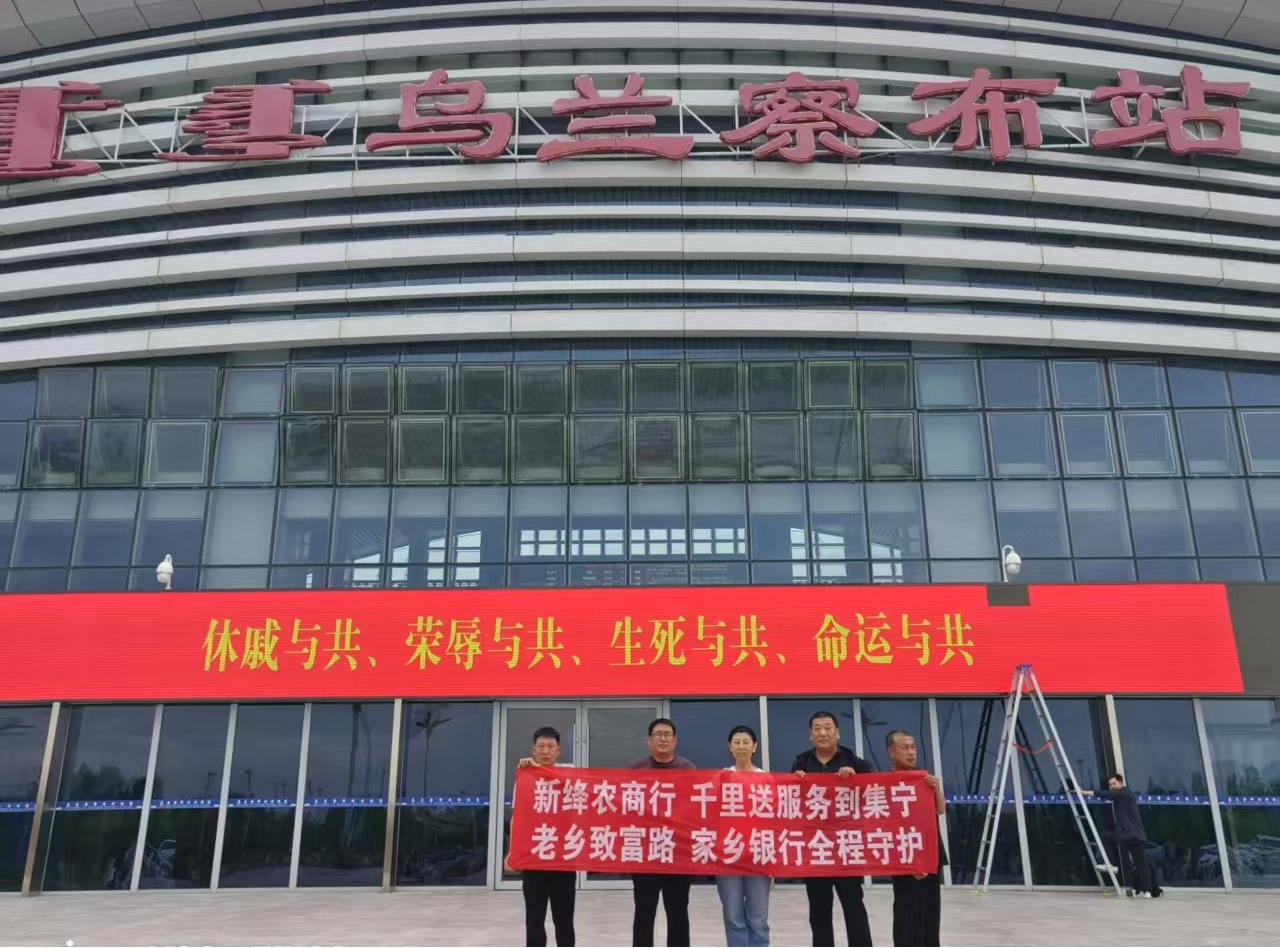 乌兰察布站
休戚与共、荣辱与共、生死与共、命运与共
新绛农商行 千里送服务到集宁
老乡致富路 家乡银行全程守护